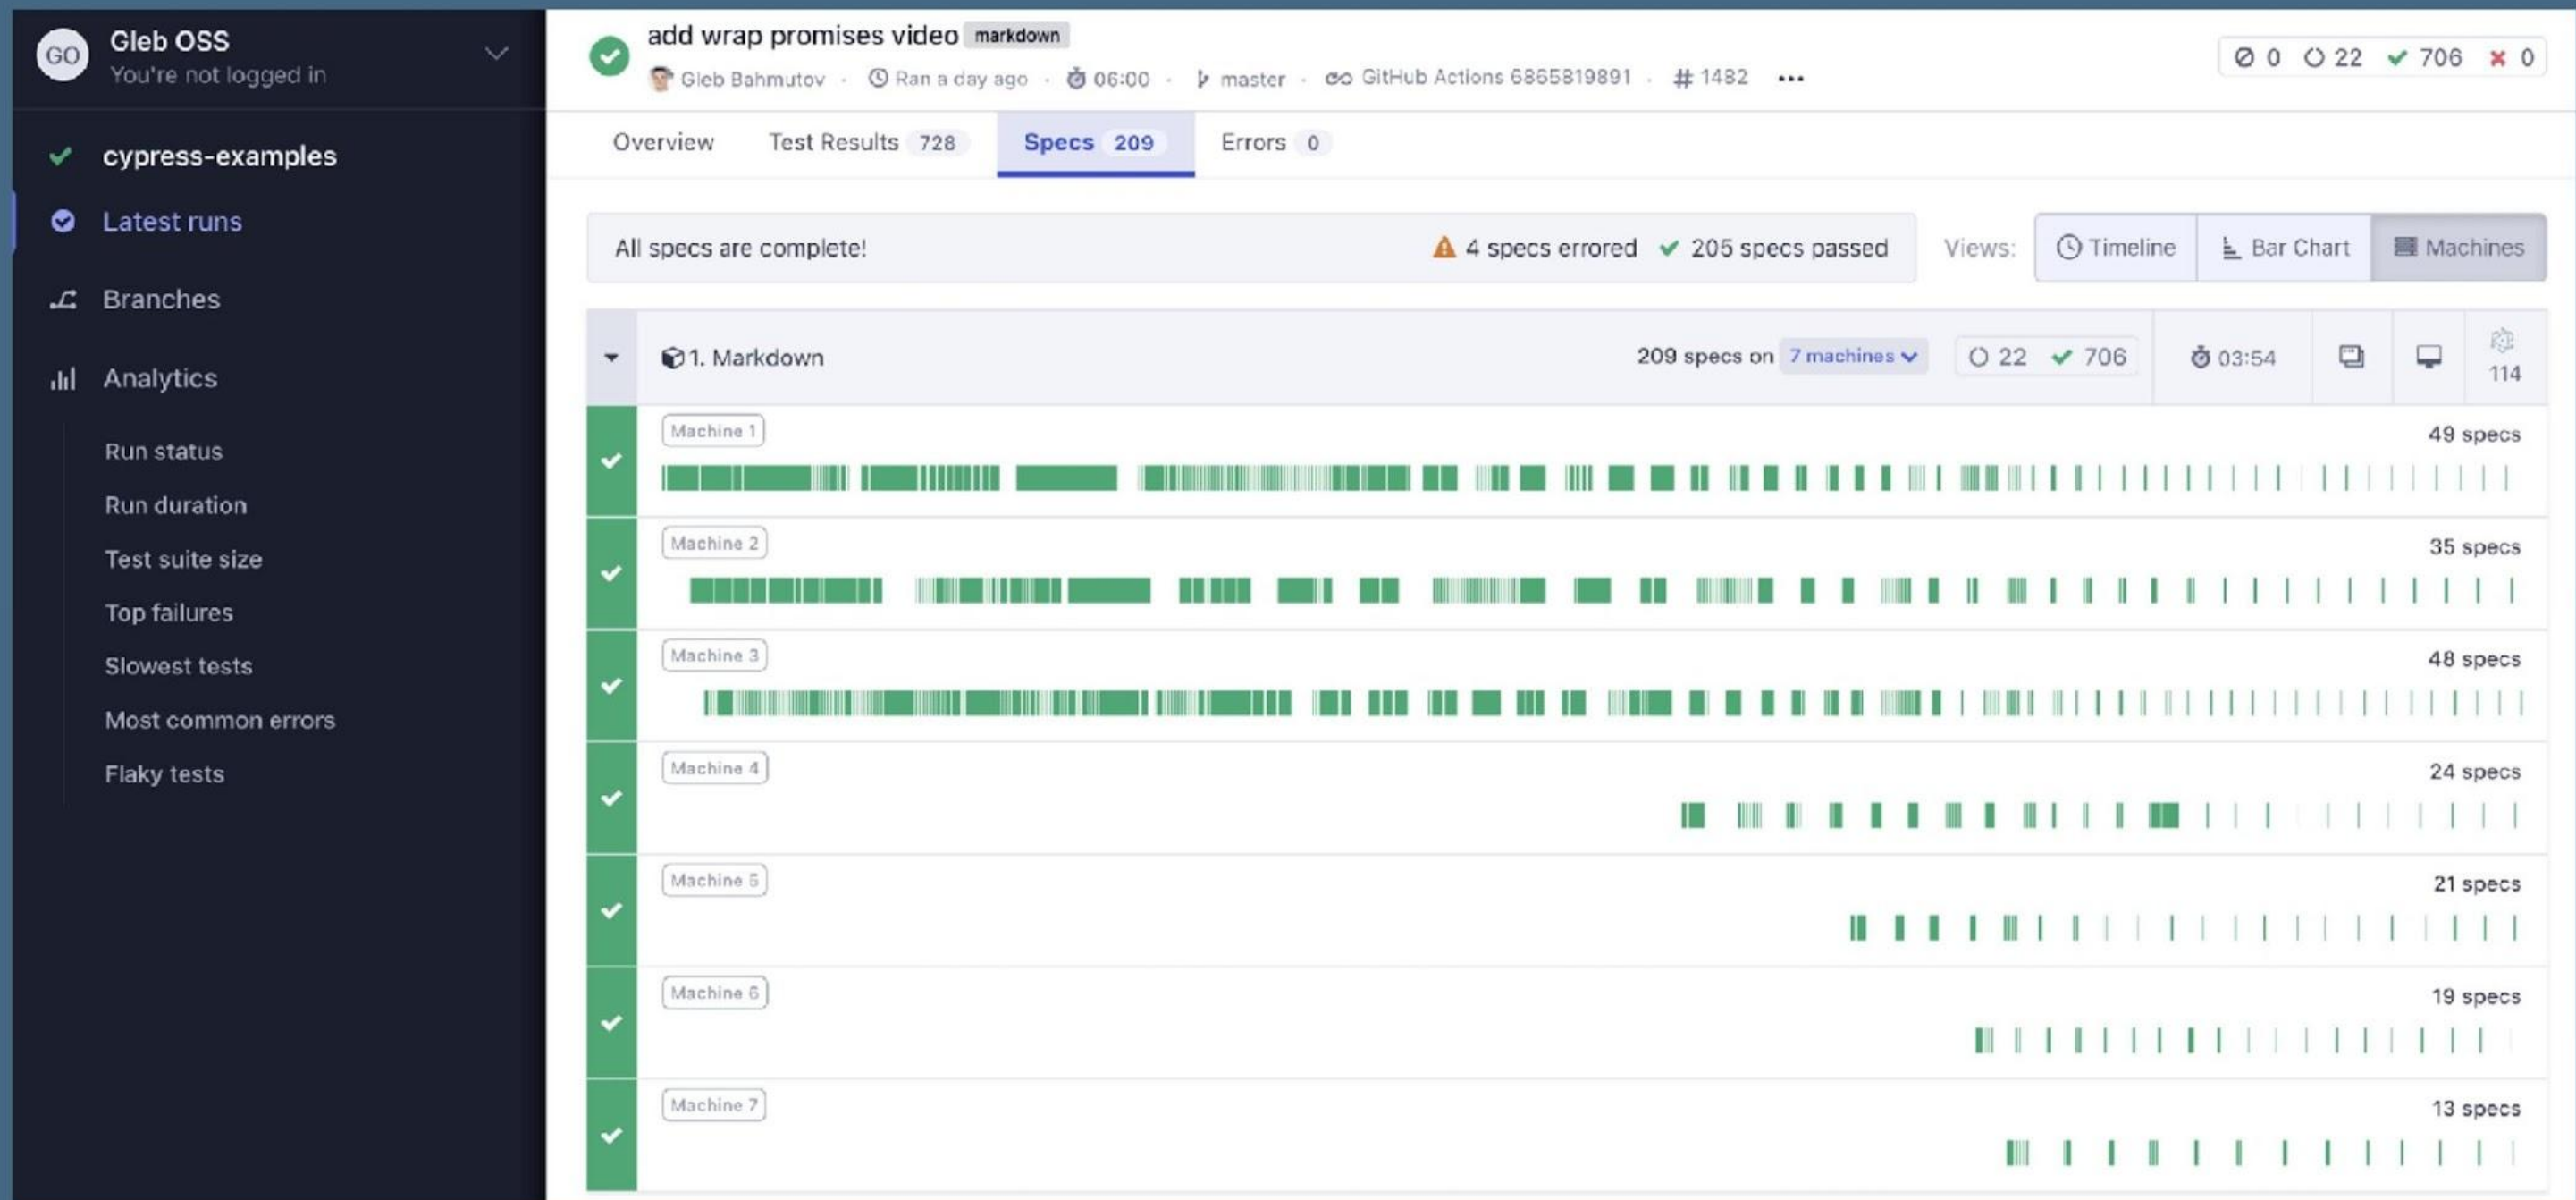 GO
Gleb OSS
You're not logged in
cypress-examples
Latest runs
Branches
Analytics
Run status
Run duration
Test suite size
Top failures
Slowest tests
Most common errors
Flaky tests
add wrap promises video markdown
Gleb Bahmutov · Ran a day ago · 06:00 · master · GitHub Actions 6865819891 · # 1482 •••
0 22 706 0
Overview Test Results 728 Specs 209 Errors 0
All specs are complete! 4 specs errored 205 specs passed Views: Timeline Bar Chart Machines
1. Markdown 209 specs on 7 machines 22 706 03:54 114
Machine 1 49 specs
Machine 2 35 specs
Machine 3 48 specs
Machine 4 24 specs
Machine 5 21 specs
Machine 6 19 specs
Machine 7 13 specs